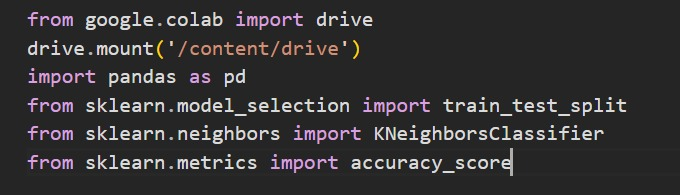 from google.colab import drive
drive.mount('/content/drive')
import pandas as pd
from sklearn.model_selection import train_test_split
from sklearn.neighbors import KNeighborsClassifier
from sklearn.metrics import accuracy_score